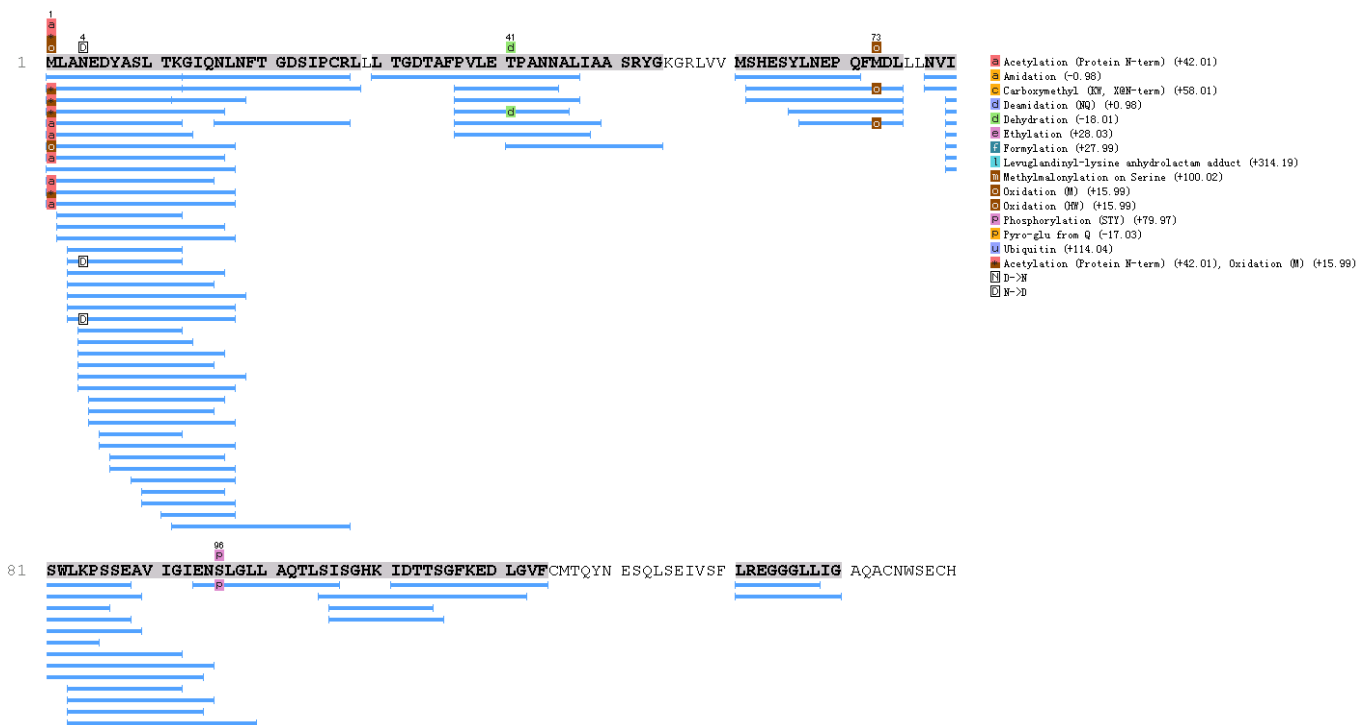 1
a
*
o
4
D
41
d
73
o
1 MLANEDYASL TKGIQNLNFT GDSIPCRLLL TGDTAFPVLE TPANNALIAA SRYGKGRLVV MSHESYLNEP QFMDLLLNVI
* o
*
* d
a o
a
o
a
a
*
a
D
D
96
p
81 SWLKPSSEAV IGIENSLGLL AQTLSISGHK IDTTSGFKED LGVFCMTQYN ESQLSEIVSF LREGGGLLIG AQACNWSECH
p
a Acetylation (Protein N-term) (+42.01)
a Amidation (-0.98)
c Carboxymethyl (KW, X@N-term) (+58.01)
d Deamidation (NQ) (+0.98)
d Dehydration (-18.01)
e Ethylation (+28.03)
f Formylation (+27.99)
l Levuglandinyl-lysine anhydrolactam adduct (+314.19)
m Methylmalonylation on Serine (+100.02)
o Oxidation (M) (+15.99)
o Oxidation (HW) (+15.99)
p Phosphorylation (STY) (+79.97)
p Pyro-glu from Q (-17.03)
u Ubiquitin (+114.04)
* Acetylation (Protein N-term) (+42.01), Oxidation (M) (+15.99)
N D->N
D N->D